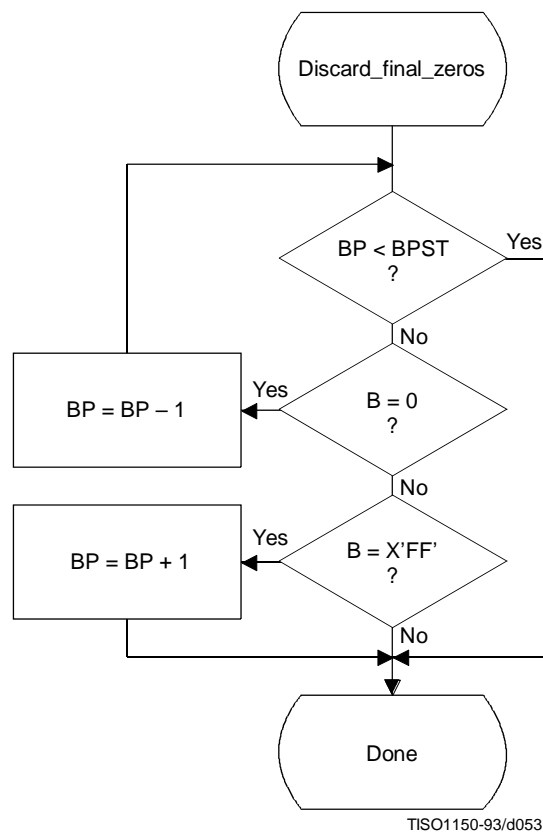 Discard_final_zeros
BP < BPST
?
Yes
No
BP = BP – 1
Yes
B = 0
?
No
BP = BP + 1
Yes
B = X’FF’
?
No
Done
TISO1150-93/d053